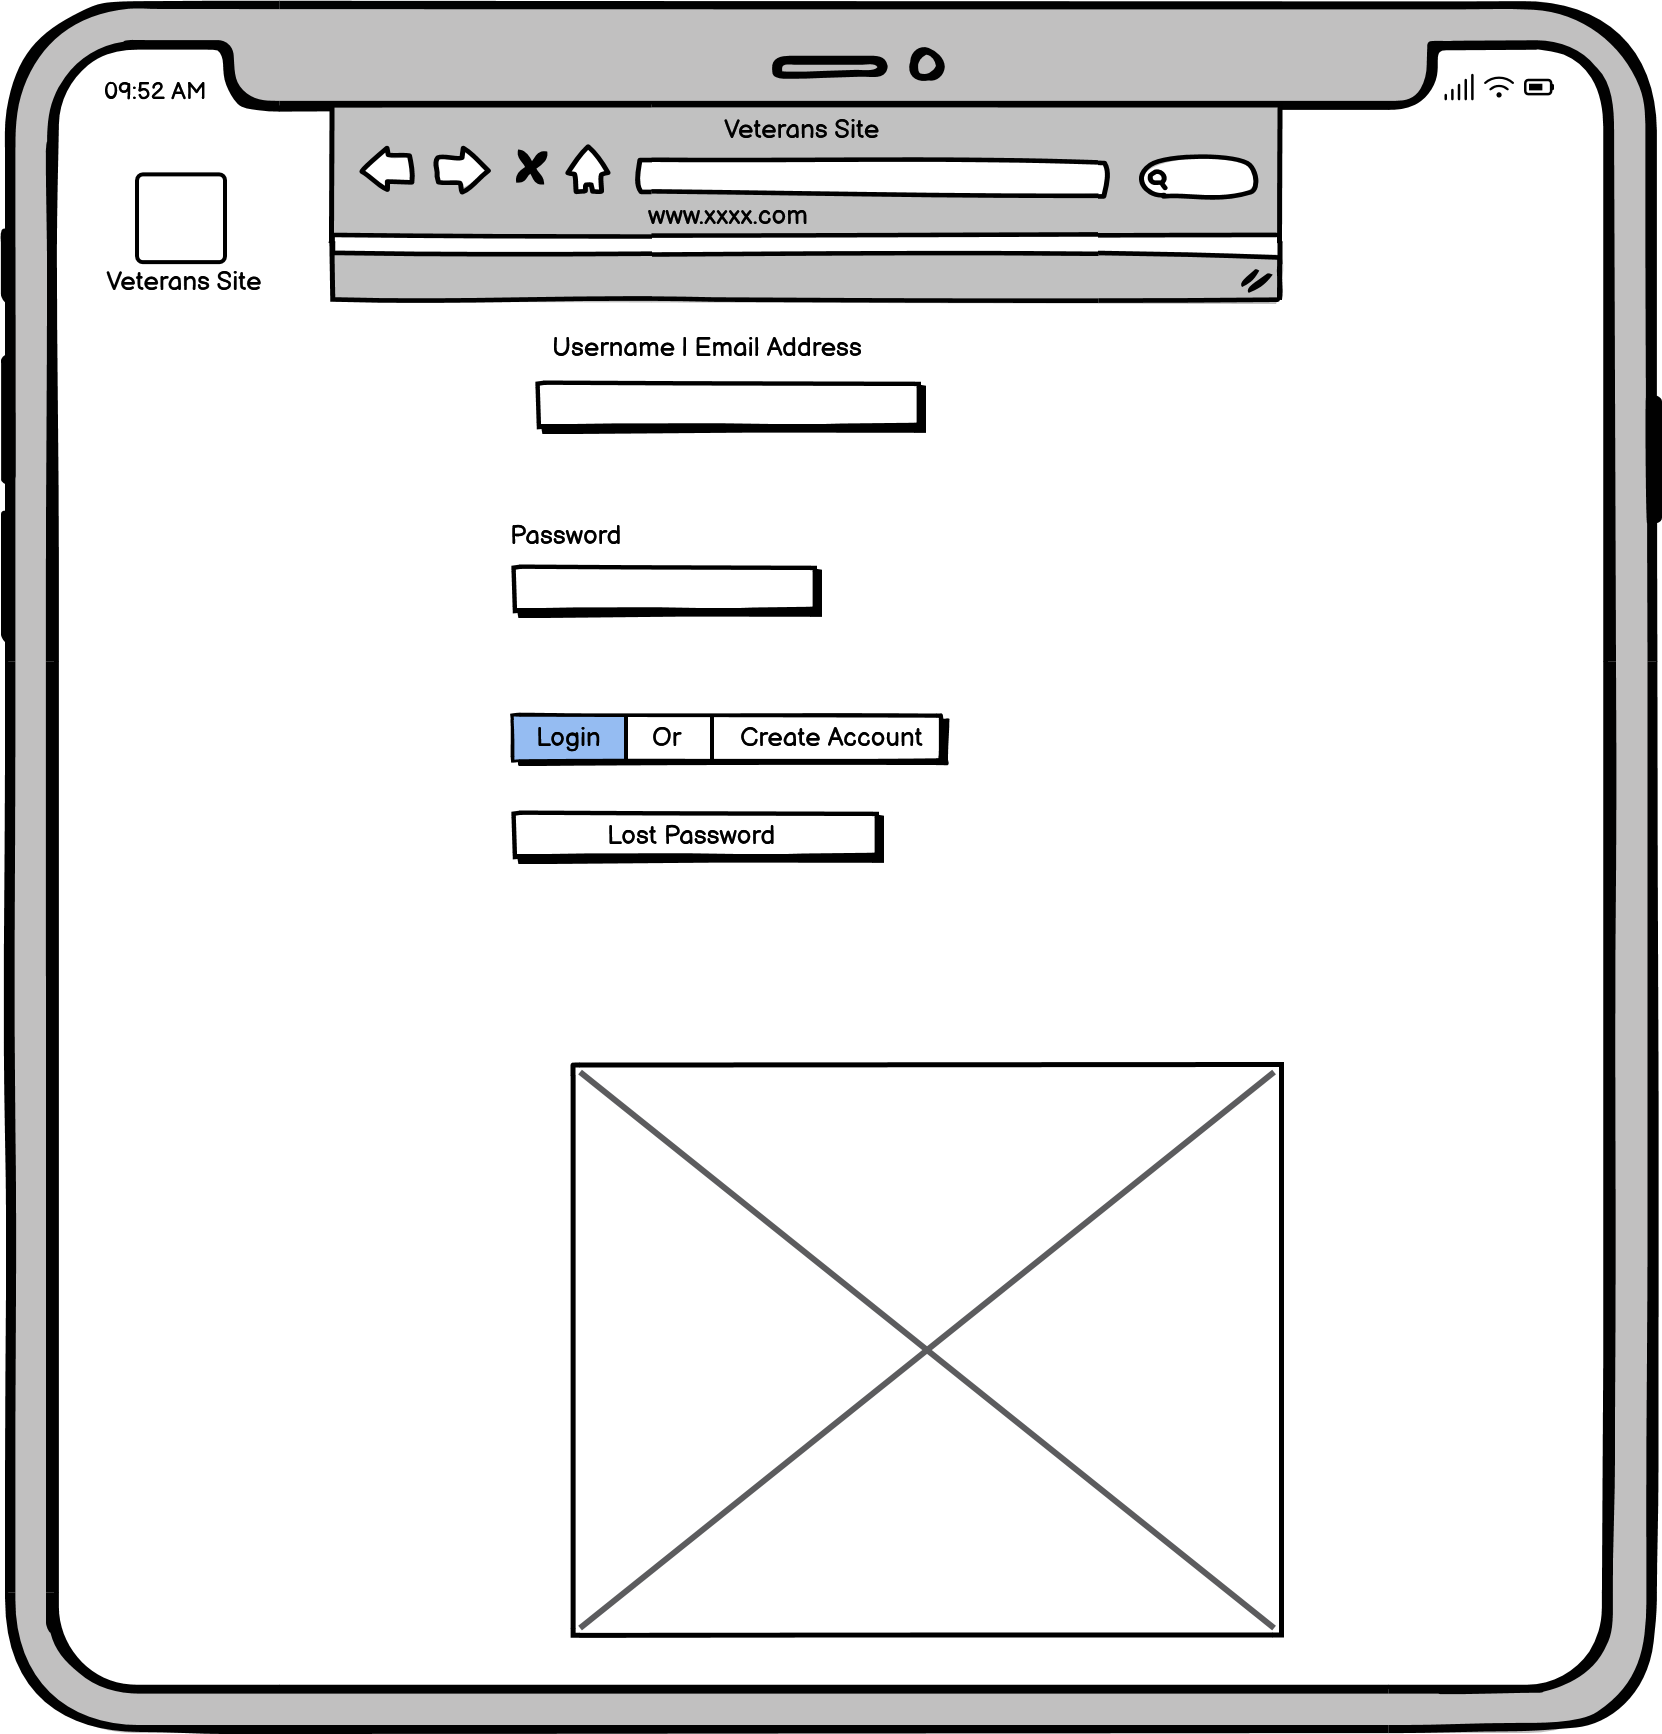 09:52 AM
Veterans Site
www.xxxx.com
Veterans Site
Username | Email Address
Password
Login
Or
Create Account
Lost Password